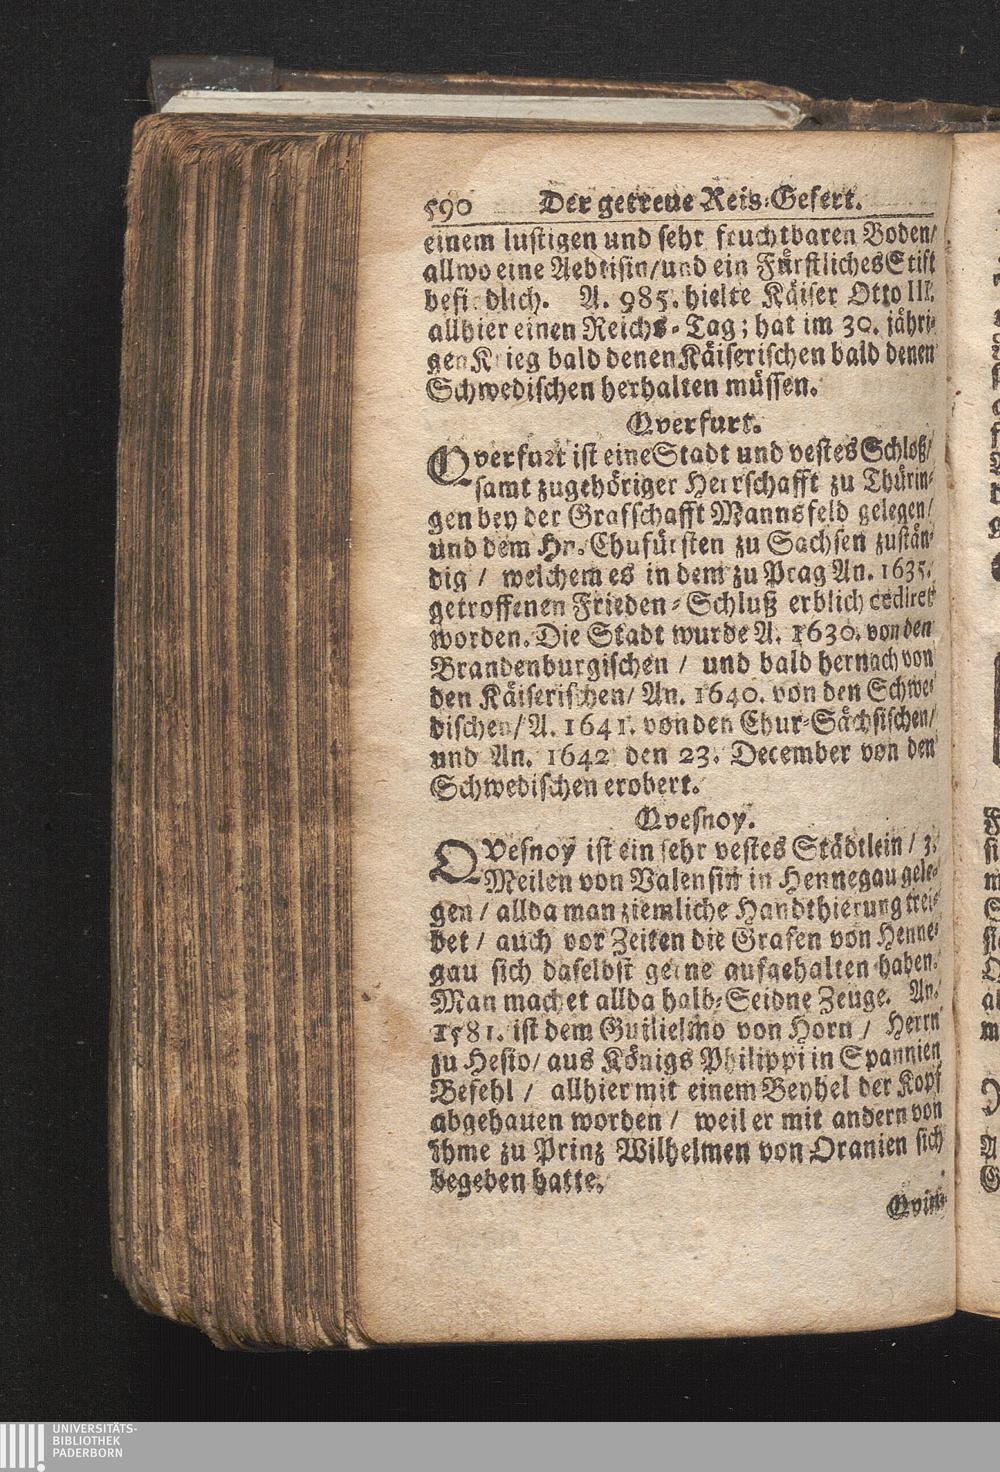 590 Der getreue Reis-Gefert.
einem lustigen und sehr fruchtbaren Boden/
allwo eine Aebtisin/und ein Fürstliches Stift
befindlich. A. 985. hielte Käiser Otto III.
allhier einen Reichs-Tag; hat im 30. jähri-
gen Krieg bald denen Käiserischen bald denen
Schwedischen herhalten müssen.
Qverfurt.
Qverfurt ist eine Stadt und vestes Schloß/
samt zugehöriger Herrschafft zu Thürin-
gen bey der Grafschafft Mannsfeld gelegen/
und dem Hn. Chufürsten zu Sachsen zustän-
dig / welchem es in dem zu Prag An. 1635.
getroffenen Frieden-Schluß erblich cediret
worden. Die Stadt wurde A. 1630. von den
Brandenburgischen / und bald hernach von
den Käiserischen/ An. 1640. von den Schwe-
dischen/ A. 1641. von den Chur-Sächsischen/
und An. 1642 den 23. December von den
Schwedischen erobert.
Qvesnoy.
QVesnoy ist ein sehr vestes Städtlein / 3.
Meilen von Valensin in Hennegau gele-
gen / allda man ziemliche Handthierung trei-
bet / auch vor Zeiten die Grafen von Henne-
gau sich daselbst gerne aufgehalten haben.
Man machet allda halb-Seidne Zeuge. An.
1581. ist dem Guilielmo von Horn / Herrn
zu Hesio/ aus Königs Philippi in Spannien
Befehl / allhier mit einem Beyhel der Kopf
abgehauen worden / weil er mit andern von
ihme zu Prinz Wilhelmen von Oranien sich
begeben hatte.
UNIVERSITÄTS-
BIBLIOTHEK
PADERBORN